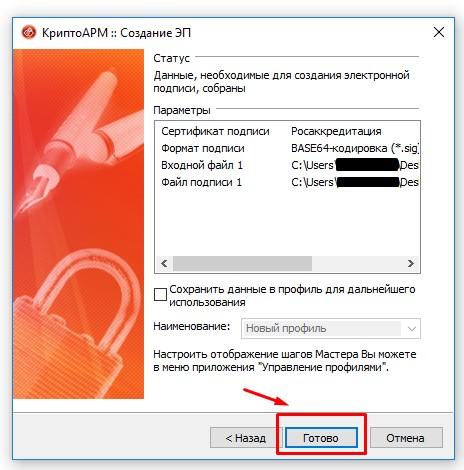 КриптоАРМ :: Создание ЭП
Статус
Данные, необходимые для создания электронной
подписи, собраны
Параметры
Сертификат подписи Росаккредитация
Формат подписи BASE64-кодировка (*.sig)
Входной файл 1 C:\Users\ \Des
Файл подписи 1 C:\Users\ \Des
Сохранить данные в профиль для дальнейшего
использования
Наименование: Новый профиль
Настроить отображение шагов Мастера Вы можете
в меню приложения "Управление профилями".
< Назад Готово Отмена